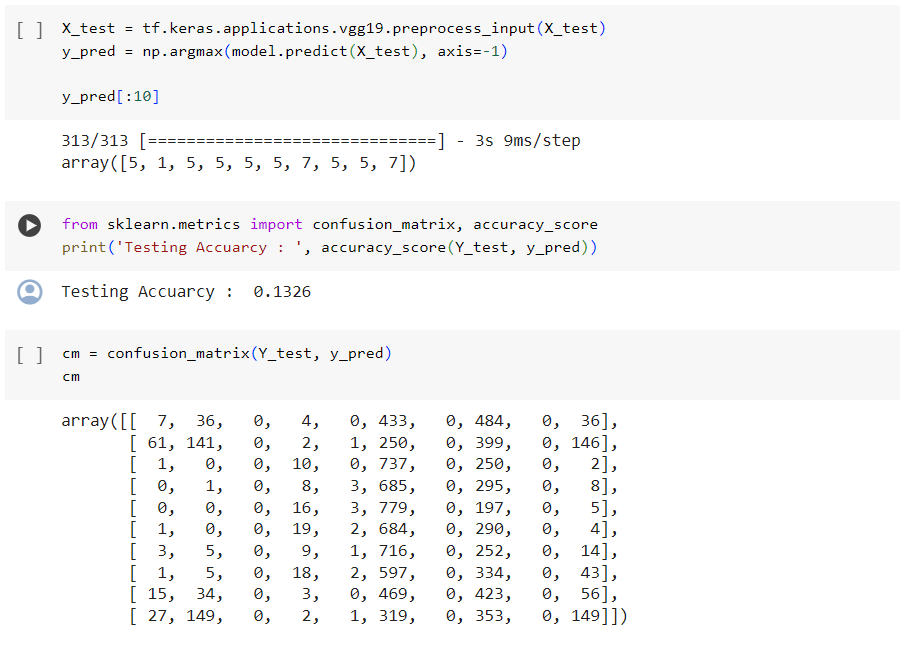 [ ] X_test = tf.keras.applications.vgg19.preprocess_input(X_test)
y_pred = np.argmax(model.predict(X_test), axis=-1)
y_pred[:10]
313/313 [==============================] - 3s 9ms/step
array([5, 1, 5, 5, 5, 5, 7, 5, 5, 7])
from sklearn.metrics import confusion_matrix, accuracy_score
print('Testing Accuarcy : ', accuracy_score(Y_test, y_pred))
Testing Accuarcy :  0.1326
[ ] cm = confusion_matrix(Y_test, y_pred)
cm
array([[  7,  36,   0,   4,   0, 433,   0, 484,   0,  36],
[ 61, 141,   0,   2,   1, 250,   0, 399,   0, 146],
[  1,   0,   0,  10,   0, 737,   0, 250,   0,   2],
[  0,   1,   0,   8,   3, 685,   0, 295,   0,   8],
[  0,   0,   0,  16,   3, 779,   0, 197,   0,   5],
[  1,   0,   0,  19,   2, 684,   0, 290,   0,   4],
[  3,   5,   0,   9,   1, 716,   0, 252,   0,  14],
[  1,   5,   0,  18,   2, 597,   0, 334,   0,  43],
[ 15,  34,   0,   3,   0, 469,   0, 423,   0,  56],
[ 27, 149,   0,   2,   1, 319,   0, 353,   0, 149]])